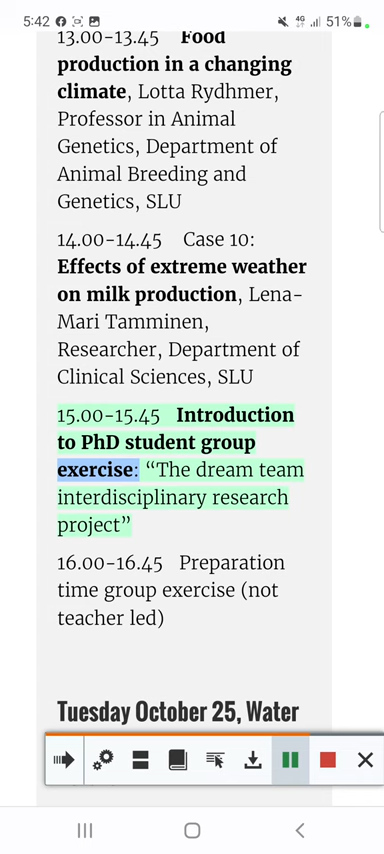 5:42 4G 51%
13.00-13.45 Food
production in a changing
climate, Lotta Rydhmer,
Professor in Animal
Genetics, Department of
Animal Breeding and
Genetics, SLU
14.00-14.45 Case 10:
Effects of extreme weather
on milk production, Lena-
Mari Tamminen,
Researcher, Department of
Clinical Sciences, SLU
15.00-15.45 Introduction
to PhD student group
exercise: “The dream team
interdisciplinary research
project”
16.00-16.45 Preparation
time group exercise (not
teacher led)
Tuesday October 25, Water